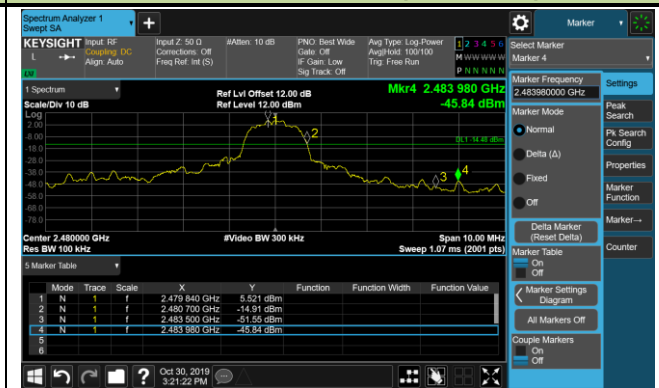 Spectrum Analyzer 1
Swept SA
+
Marker
KEYSIGHT
L
Input: RF
Coupling: DC
Align: Auto
Input Z: 50 Ω
Corrections: Off
Freq Ref: Int (S)
#Atten: 10 dB
PNO: Best Wide
Gate: Off
IF Gain: Low
Sig Track: Off
Avg Type: Log-Power
Avg|Hold: 100/100
Trig: Free Run
1 2 3 4 5 6
M W W W W W
P N N N N N
LNI
1 Spectrum
Scale/Div 10 dB
Ref Lvl Offset 12.00 dB
Ref Level 12.00 dBm
Mkr4 2.483 980 GHz
-45.84 dBm
Log
2.00
-8.00
-18.0
-28.0
-38.0
-48.0
-58.0
-68.0
-78.0
1
2
3
4
DL1 -14.48 dBm
Center 2.480000 GHz
Res BW 100 kHz
#Video BW 300 kHz
Span 10.00 MHz
Sweep 1.07 ms (2001 pts)
5 Marker Table
Mode Trace Scale X Y Function Function Width Function Value
1 N 1 f 2.479 840 GHz 5.521 dBm
2 N 1 f 2.480 700 GHz -14.91 dBm
3 N 1 f 2.483 500 GHz -51.55 dBm
4 N 1 f 2.483 980 GHz -45.84 dBm
5
6
Select Marker
Marker 4
Marker Frequency
2.483980000 GHz
Marker Mode
Normal
Delta (Δ)
Fixed
Off
Delta Marker
(Reset Delta)
Marker Table
On
Off
Marker Settings
Diagram
All Markers Off
Couple Markers
On
Off
Settings
Peak
Search
Pk Search
Config
Properties
Marker
Function
Marker→
Counter
?
Oct 30, 2019
3:21:22 PM